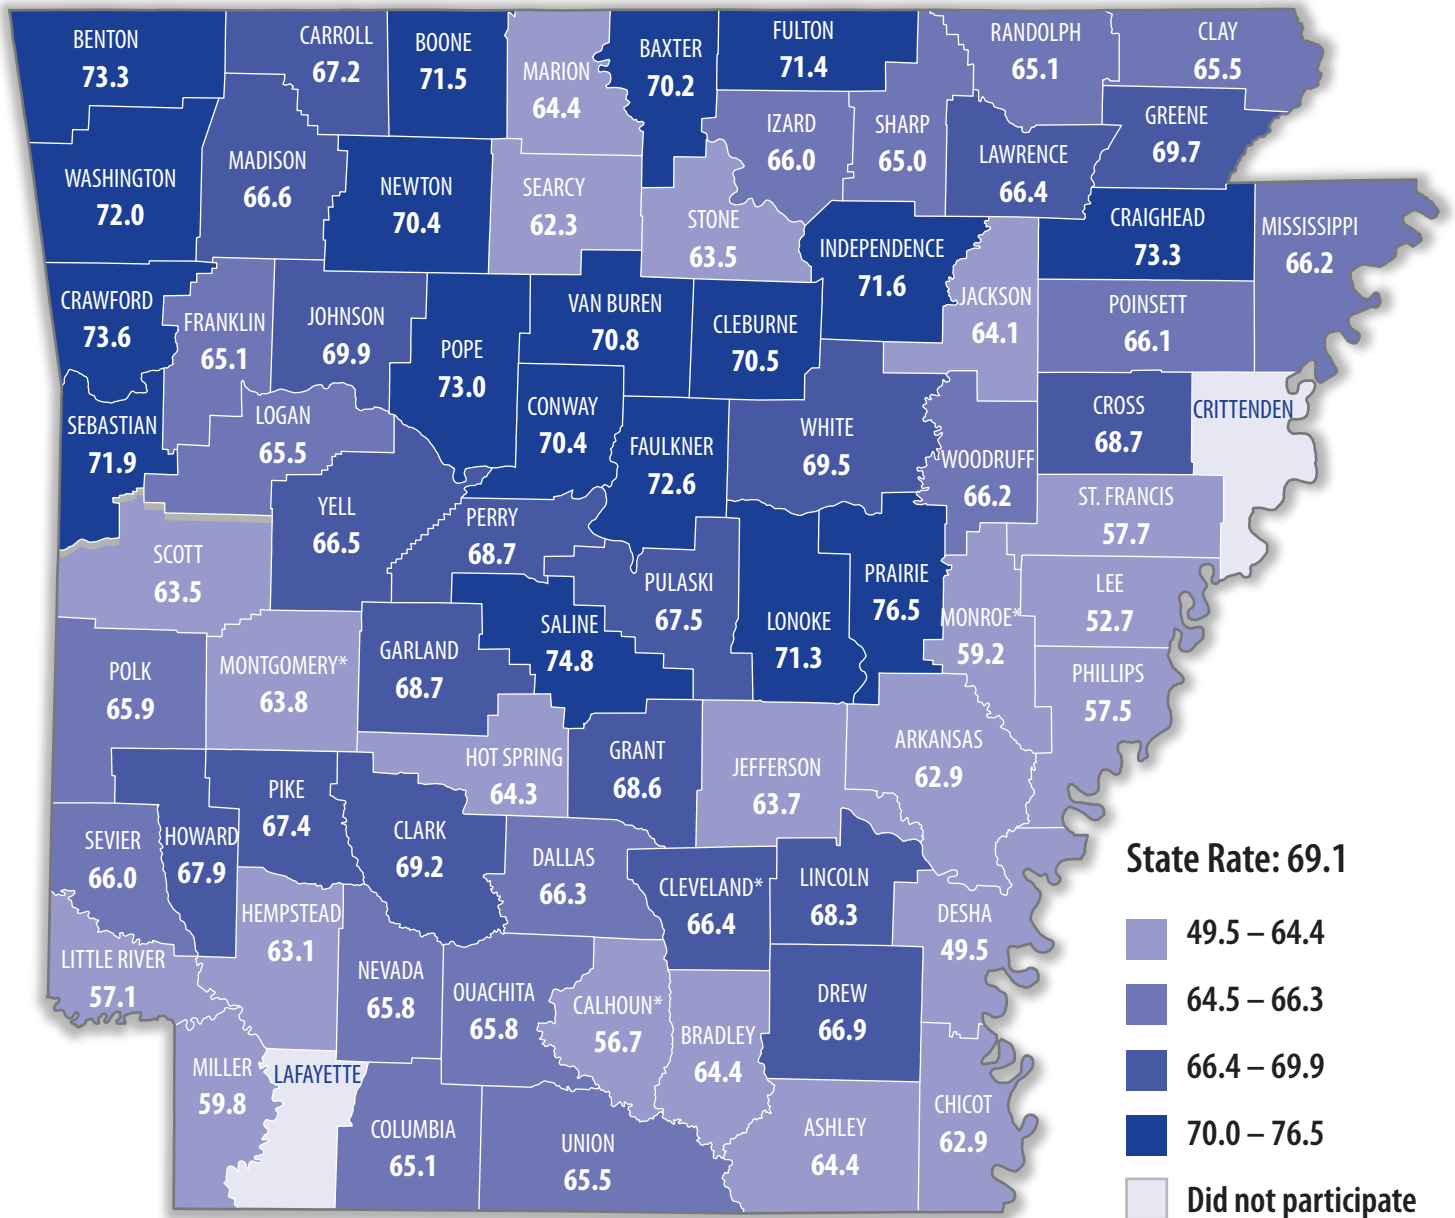 BENTON
73.3
CARROLL
67.2
BOONE
71.5
MARION
64.4
BAXTER
70.2
FULTON
71.4
RANDOLPH
65.1
CLAY
65.5
IZARD
66.0
SHARP
65.0
LAWRENCE
66.4
GREENE
69.7
WASHINGTON
72.0
MADISON
66.6
NEWTON
70.4
SEARCY
62.3
STONE
63.5
INDEPENDENCE
71.6
CRAIGHEAD
73.3
MISSISSIPPI
66.2
CRAWFORD
73.6
FRANKLIN
65.1
JOHNSON
69.9
POPE
73.0
VAN BUREN
70.8
CLEBURNE
70.5
JACKSON
64.1
POINSETT
66.1
SEBASTIAN
71.9
LOGAN
65.5
CONWAY
70.4
FAULKNER
72.6
WHITE
69.5
WOODRUFF
66.2
CROSS
68.7
CRITTENDEN
ST. FRANCIS
57.7
SCOTT
63.5
YELL
66.5
PERRY
68.7
PULASKI
67.5
LONOKE
71.3
PRAIRIE
76.5
MONROE*
59.2
LEE
52.7
PHILLIPS
57.5
POLK
65.9
MONTGOMERY*
63.8
GARLAND
68.7
SALINE
74.8
HOT SPRING
64.3
GRANT
68.6
JEFFERSON
63.7
ARKANSAS
62.9
SEVIER
66.0
HOWARD
67.9
PIKE
67.4
CLARK
69.2
DALLAS
66.3
CLEVELAND*
66.4
LINCOLN
68.3
DESHA
49.5
LITTLE RIVER
57.1
HEMPSTEAD
63.1
NEVADA
65.8
OUACHITA
65.8
CALHOUN*
56.7
BRADLEY
64.4
DREW
66.9
MILLER
59.8
LAFAYETTE
COLUMBIA
65.1
UNION
65.5
ASHLEY
64.4
CHICOT
62.9
State Rate: 69.1
49.5 – 64.4
64.5 – 66.3
66.4 – 69.9
70.0 – 76.5
Did not participate